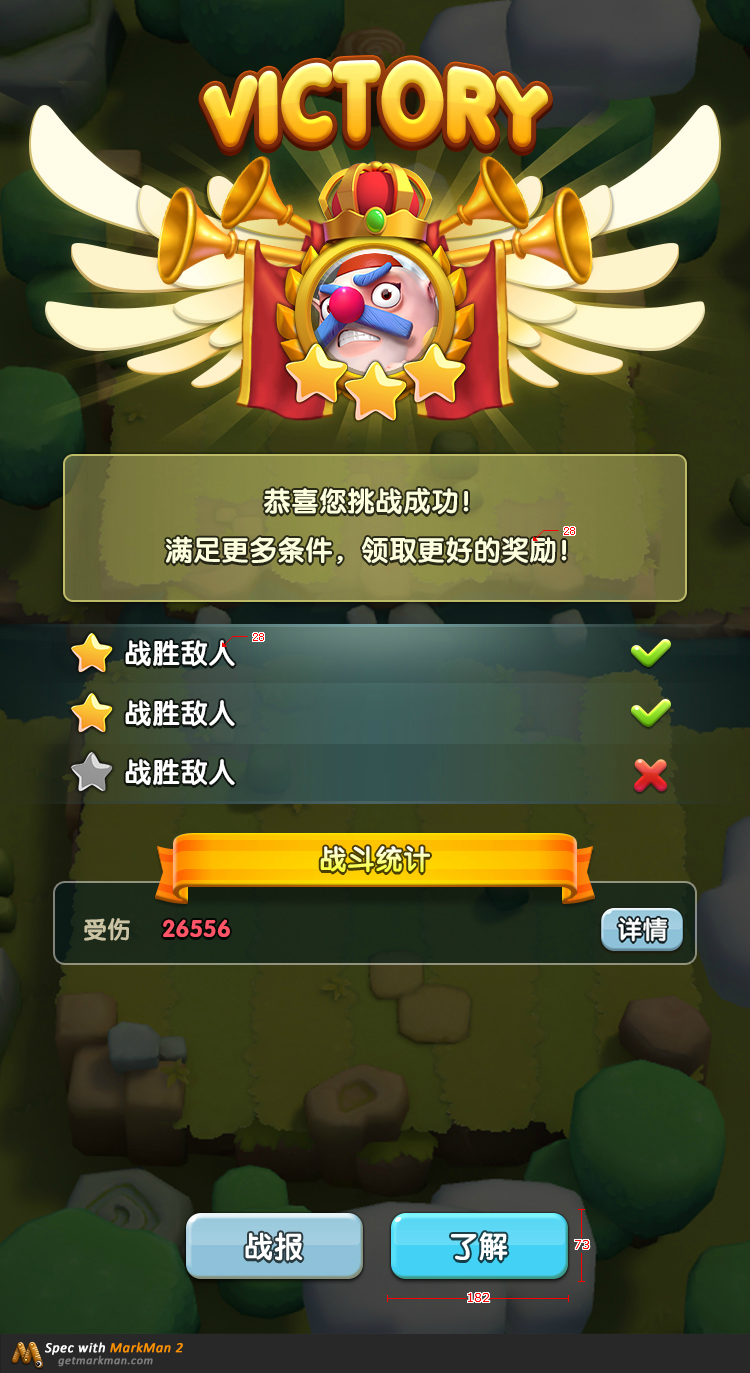 VICTORY
恭喜您挑战成功！
满足更多条件，领取更好的奖励！
28
战胜敌人
28
战胜敌人
战胜敌人
战斗统计
受伤 26556 详情
战报 了解
73
182
Spec with MarkMan 2
getmarkman.com